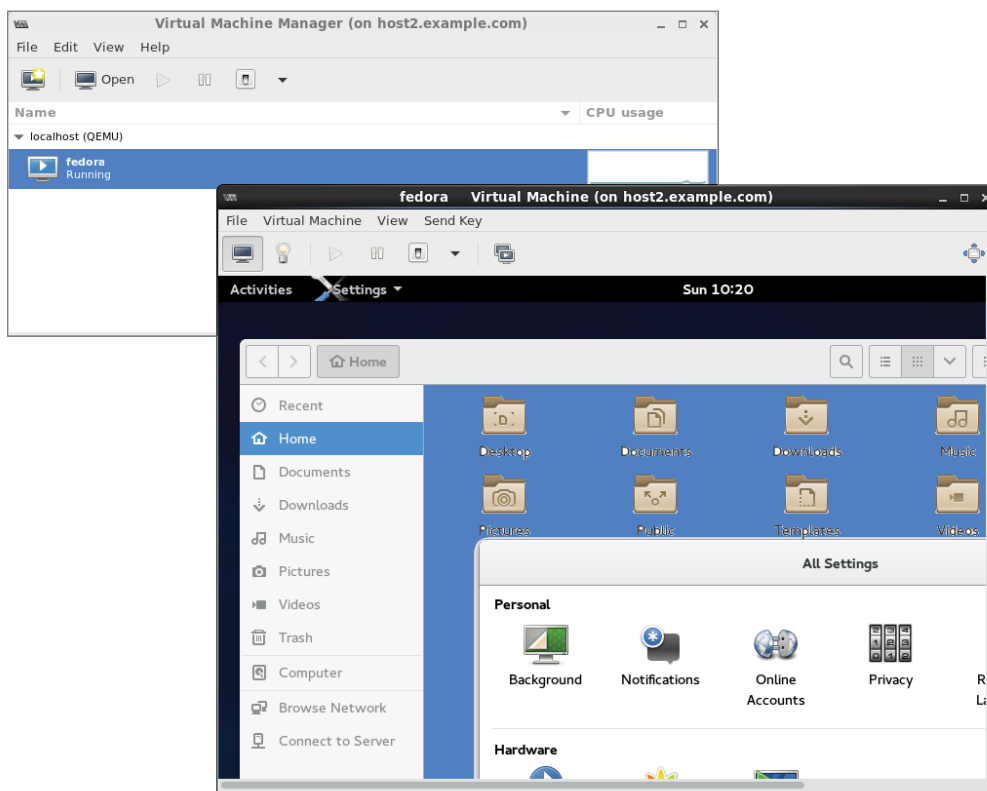 Virtual Machine Manager (on host2.example.com)
File Edit View Help
Open
Name CPU usage
localhost (QEMU)
fedora
Running
fedora Virtual Machine (on host2.example.com)
File Virtual Machine View Send Key
Activities Settings Sun 10:20
Home
Recent
Home
Documents
Downloads
Music
Pictures
Videos
Trash
Computer
Browse Network
Connect to Server
Desktop Documents Downloads Music
Pictures Public Templates Videos
All Settings
Personal
Background Notifications Online Privacy
Accounts
Hardware